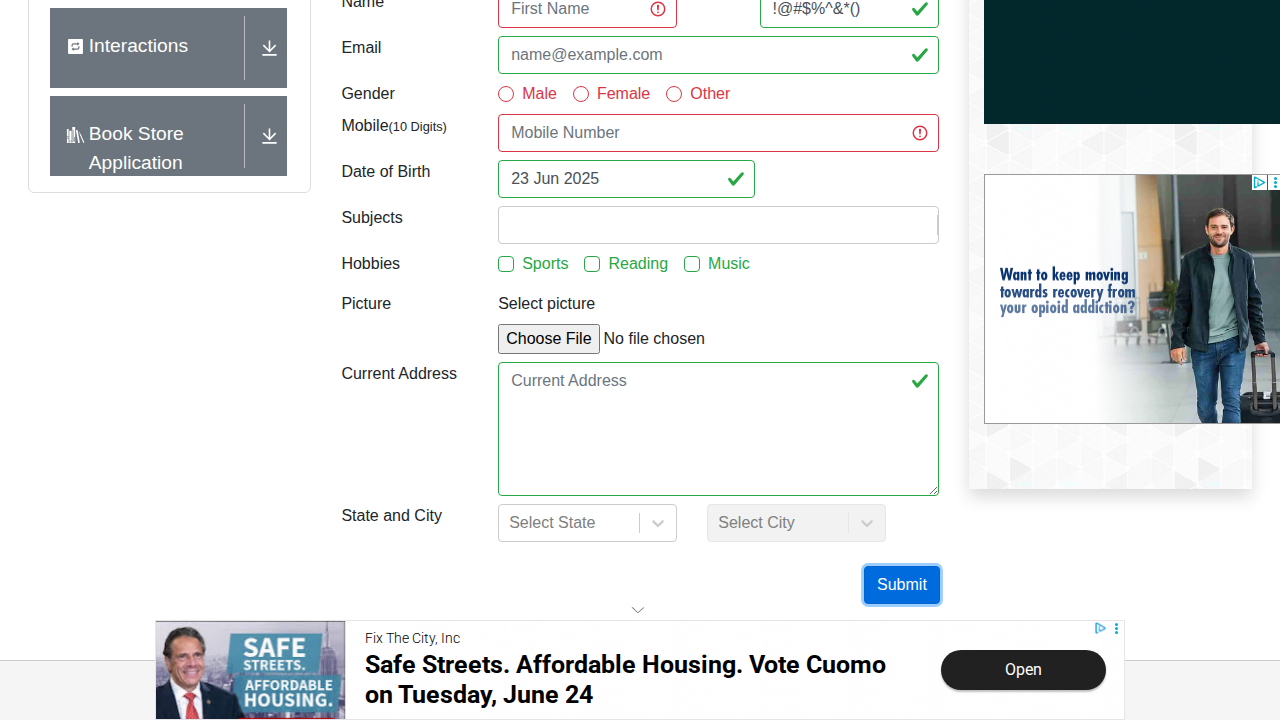 Name
First Name
!@#$%^&*()
Interactions
Email
name@example.com
Gender
Male
Female
Other
Book Store
Application
Mobile(10 Digits)
Mobile Number
Date of Birth
23 Jun 2025
Subjects
Hobbies
Sports
Reading
Music
Want to keep moving
towards recovery from
your opioid addiction?
Picture
Select picture
Choose File
No file chosen
Current Address
Current Address
State and City
Select State
Select City
Submit
SAFE
STREETS.
AFFORDABLE
HOUSING.
Fix The City, Inc
Safe Streets. Affordable Housing. Vote Cuomo
on Tuesday, June 24
Open